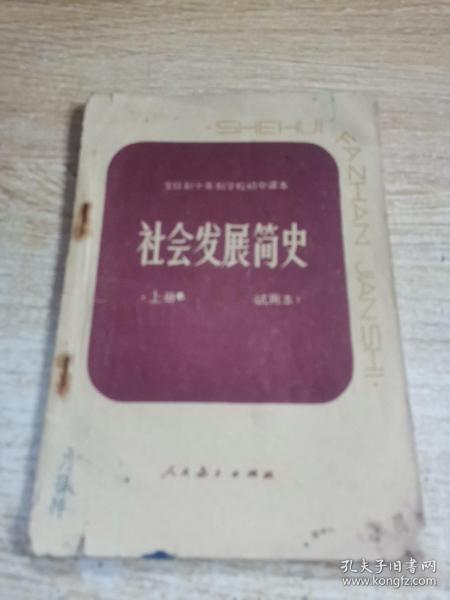 SHEHUI FAZHAN JIANSHI
全日制十年制学校初中课本
社会发展简史
上册 （试用本）
人民教育出版社
孔夫子旧书网
www.kongfz.com